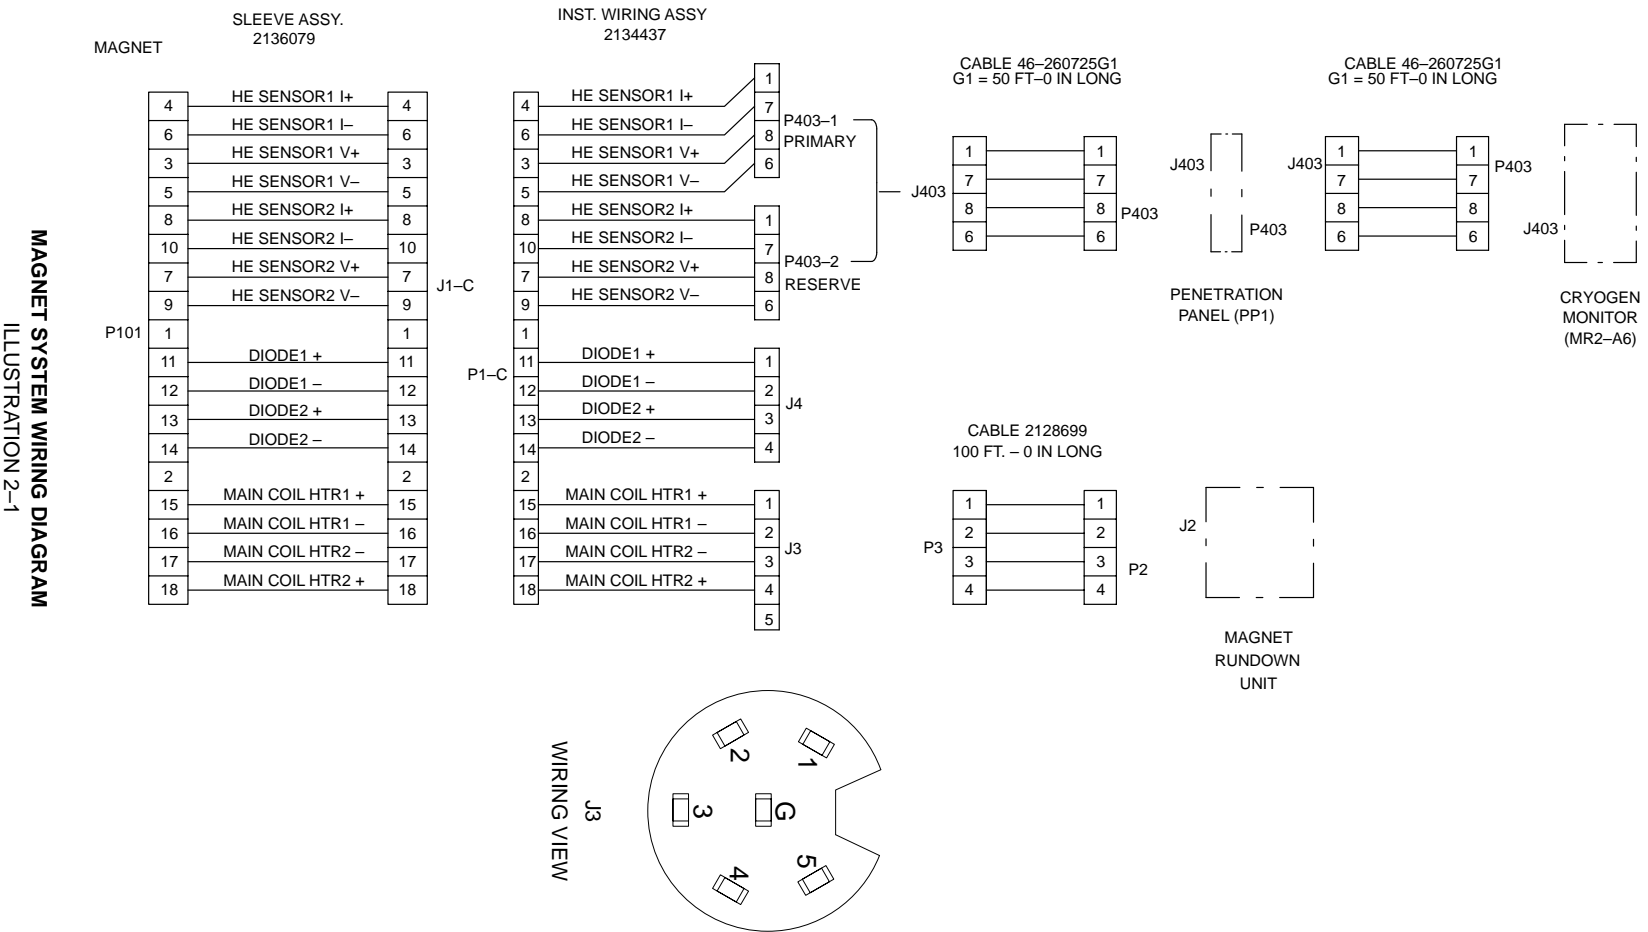 MAGNET SYSTEM WIRING DIAGRAM
ILLUSTRATION 2–1
MAGNET
SLEEVE ASSY.
2136079
P101
4 HE SENSOR1 I+ 4
6 HE SENSOR1 I– 6
3 HE SENSOR1 V+ 3
5 HE SENSOR1 V– 5
8 HE SENSOR2 I+ 8
10 HE SENSOR2 I– 10
7 HE SENSOR2 V+ 7
9 HE SENSOR2 V– 9
1 1
11 DIODE1 + 11
12 DIODE1 – 12
13 DIODE2 + 13
14 DIODE2 – 14
2 2
15 MAIN COIL HTR1 + 15
16 MAIN COIL HTR1 – 16
17 MAIN COIL HTR2 – 17
18 MAIN COIL HTR2 + 18
J1–C
INST. WIRING ASSY
2134437
P1–C
4 HE SENSOR1 I+ 1
6 HE SENSOR1 I– 7
3 HE SENSOR1 V+ 8
5 HE SENSOR1 V– 6
P403–1
PRIMARY
8 HE SENSOR2 I+ 1
10 HE SENSOR2 I– 7
7 HE SENSOR2 V+ 8
9 HE SENSOR2 V– 6
P403–2
RESERVE
1
11 DIODE1 + 1
12 DIODE1 – 2
13 DIODE2 + 3
14 DIODE2 – 4
J4
2
15 MAIN COIL HTR1 + 1
16 MAIN COIL HTR1 – 2
17 MAIN COIL HTR2 – 3
18 MAIN COIL HTR2 + 4
5
J3
CABLE 46–260725G1
G1 = 50 FT–0 IN LONG
J403
1 1
7 7
8 8
6 6
P403
J403
P403
PENETRATION
PANEL (PP1)
CABLE 46–260725G1
G1 = 50 FT–0 IN LONG
J403
1 1
7 7
8 8
6 6
P403
J403
CRYOGEN
MONITOR
(MR2–A6)
CABLE 2128699
100 FT. – 0 IN LONG
P3
1 1
2 2
3 3
4 4
P2
J2
MAGNET
RUNDOWN
UNIT
J3
WIRING VIEW
1
2
3
G
4
5